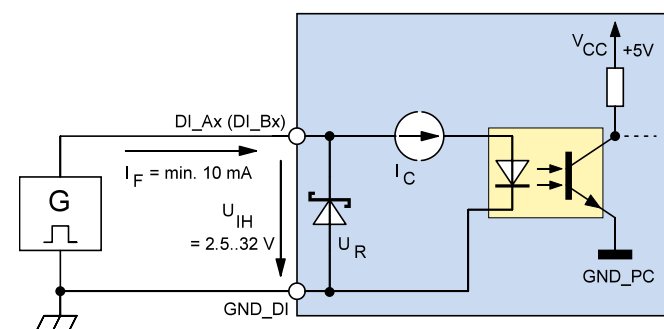 V CC +5V
DI_Ax (DI_Bx)
I F = min. 10 mA
I C
G
U IH
= 2.5..32 V
U R
GND_PC
GND_DI